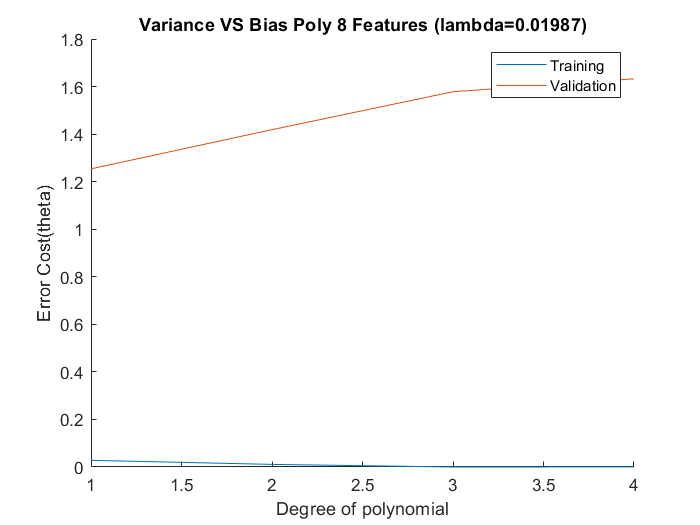 Variance VS Bias Poly 8 Features (lambda=0.01987)
1.8
1.6
1.4
1.2
1
0.8
0.6
0.4
0.2
0
Error Cost(theta)
Training
Validation
1 1.5 2 2.5 3 3.5 4
Degree of polynomial